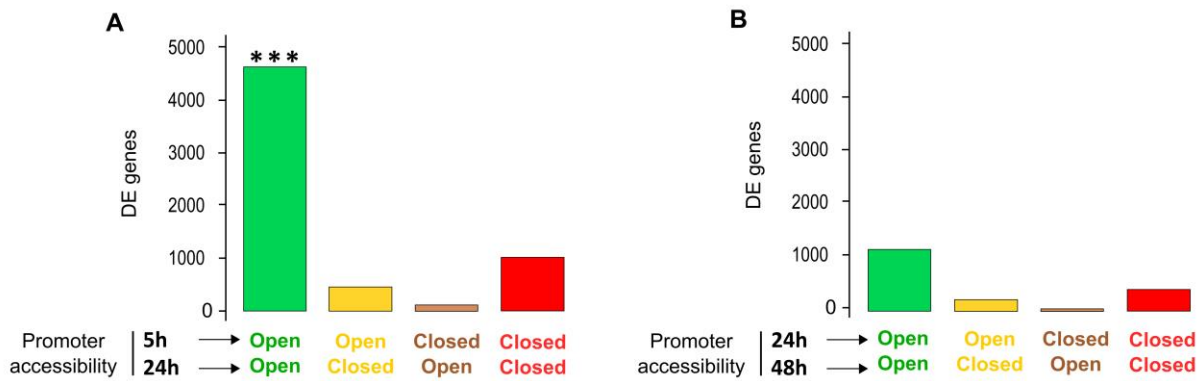 A
5000
4000
3000
2000
1000
0
DE genes
***
Promoter accessibility
5h Open Open Closed Closed
24h Open Closed Open Closed
B
5000
4000
3000
2000
1000
0
DE genes
Promoter accessibility
24h Open Open Closed Closed
48h Open Closed Open Closed